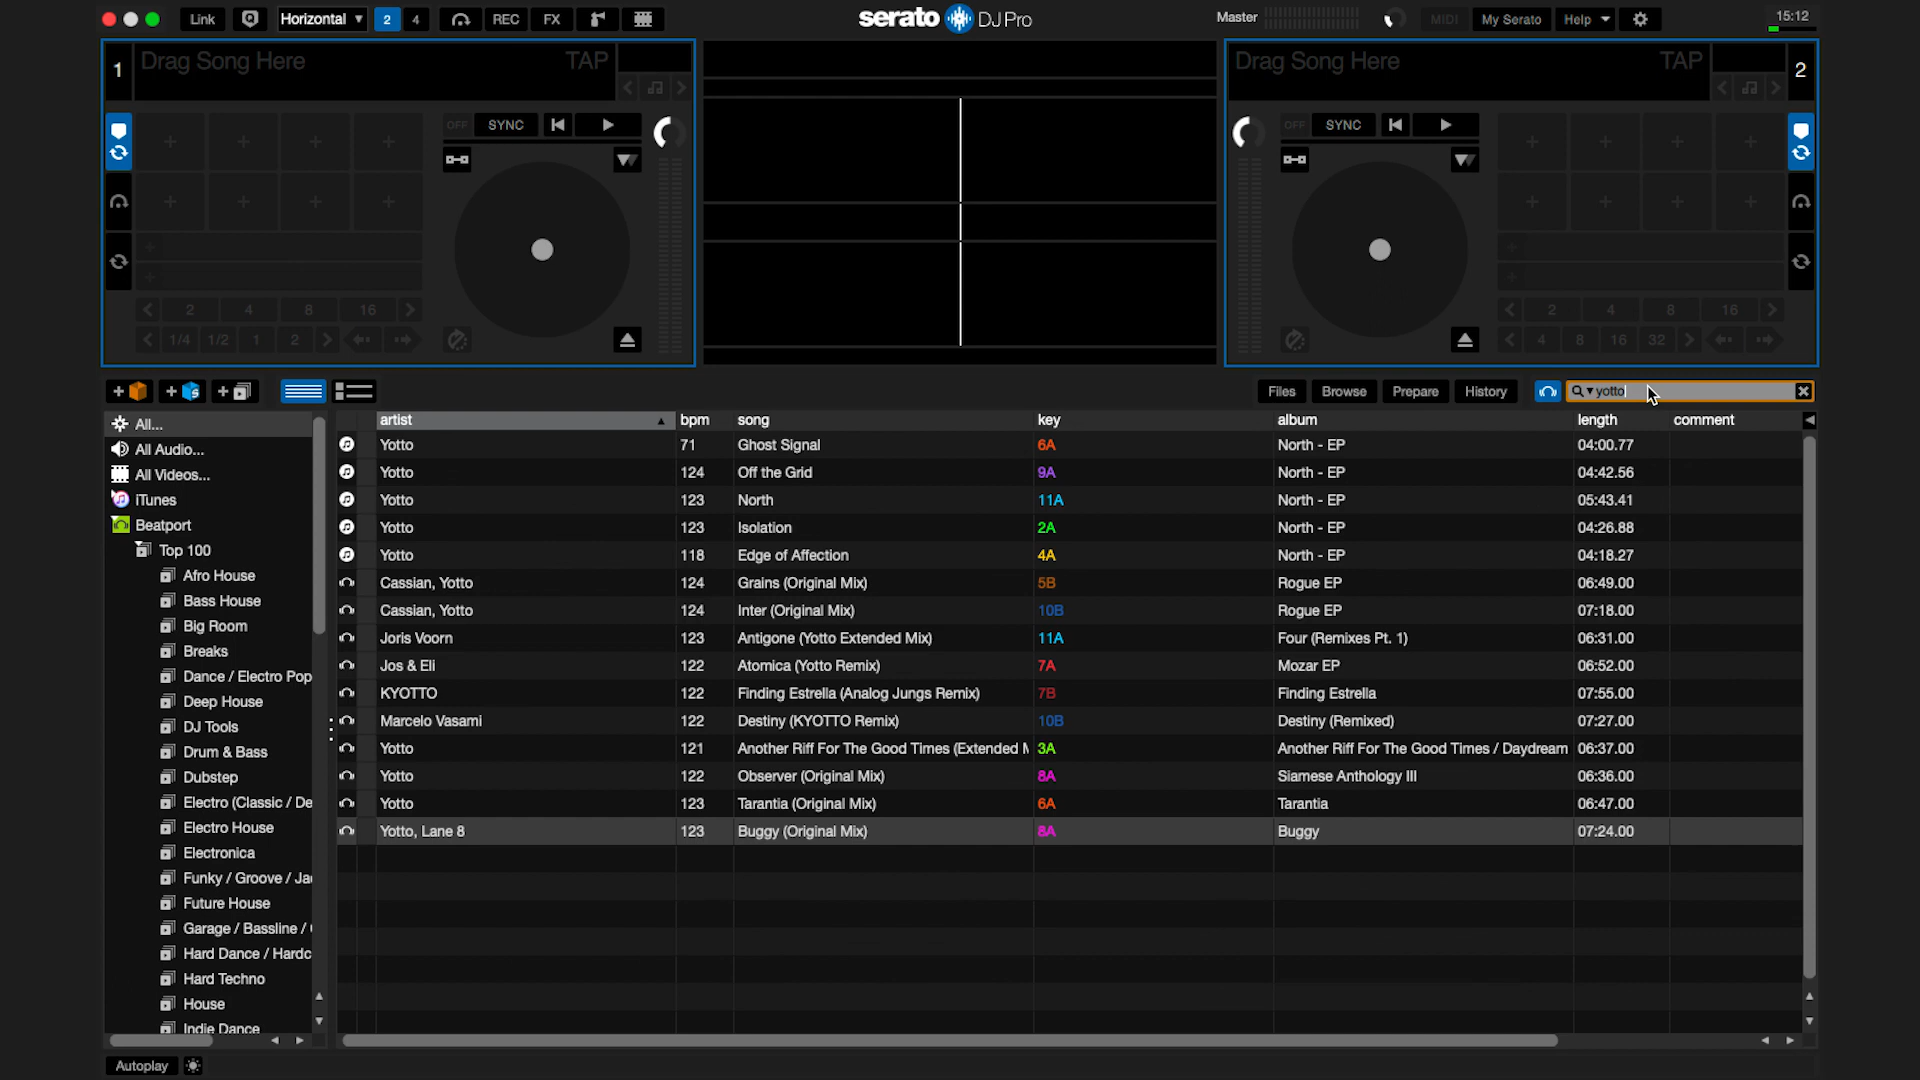 Link Horizontal ▼ 2 4 REC FX serato DJ Pro Master MIDI My Serato Help ▼ 15:12
1 Drag Song Here TAP
Drag Song Here TAP 2
OFF SYNC
OFF SYNC
2 4 8 16
1/4 1/2 1 2
2 4 8 16
4 8 16 32
Files Browse Prepare History yotto
All...
All Audio...
All Videos...
iTunes
Beatport
Top 100
Afro House
Bass House
Big Room
Breaks
Dance / Electro Pop
Deep House
DJ Tools
Drum & Bass
Dubstep
Electro (Classic / De
Electro House
Electronica
Funky / Groove / Ja
Future House
Garage / Bassline /
Hard Dance / Hardc
Hard Techno
House
Indie Dance
artist bpm song key album length comment
Yotto 71 Ghost Signal 6A North - EP 04:00.77
Yotto 124 Off the Grid 9A North - EP 04:42.56
Yotto 123 North 11A North - EP 05:43.41
Yotto 123 Isolation 2A North - EP 04:26.88
Yotto 118 Edge of Affection 4A North - EP 04:18.27
Cassian, Yotto 124 Grains (Original Mix) 5B Rogue EP 06:49.00
Cassian, Yotto 124 Inter (Original Mix) 10B Rogue EP 07:18.00
Joris Voorn 123 Antigone (Yotto Extended Mix) 11A Four (Remixes Pt. 1) 06:31.00
Jos & Eli 122 Atomica (Yotto Remix) 7A Mozar EP 06:52.00
KYOTTO 122 Finding Estrella (Analog Jungs Remix) 7B Finding Estrella 07:55.00
Marcelo Vasami 122 Destiny (KYOTTO Remix) 10B Destiny (Remixed) 07:27.00
Yotto 121 Another Riff For The Good Times (Extended M 3A Another Riff For The Good Times / Daydream 06:37.00
Yotto 122 Observer (Original Mix) 8A Siamese Anthology III 06:36.00
Yotto 123 Tarantia (Original Mix) 6A Tarantia 06:47.00
Yotto, Lane 8 123 Buggy (Original Mix) 8A Buggy 07:24.00
Autoplay